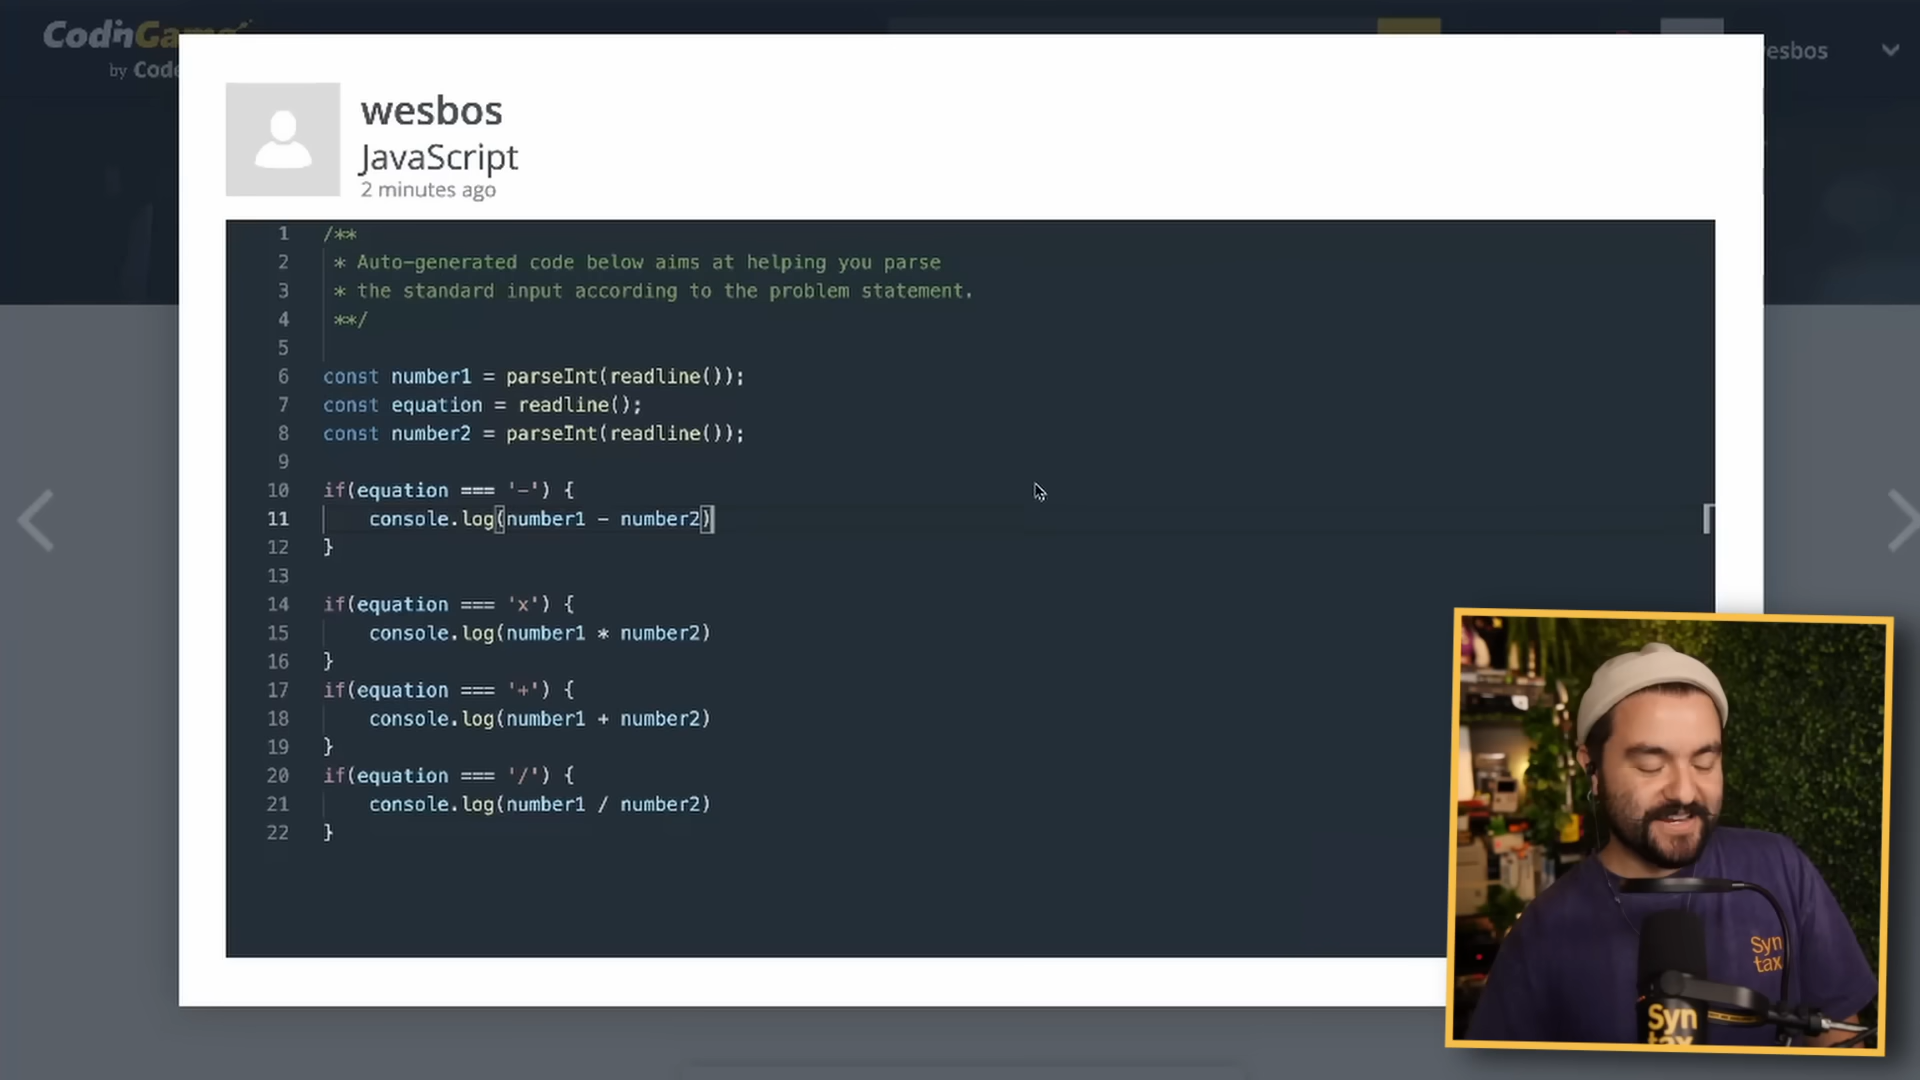 CodinGame
by Code
esbos
wesbos
JavaScript
2 minutes ago
1 /**
2 * Auto-generated code below aims at helping you parse
3 * the standard input according to the problem statement.
4 **/
5
6 const number1 = parseInt(readline());
7 const equation = readline();
8 const number2 = parseInt(readline());
9
10 if(equation === '-') {
11 console.log(number1 - number2)
12 }
13
14 if(equation === 'x') {
15 console.log(number1 * number2)
16 }
17 if(equation === '+') {
18 console.log(number1 + number2)
19 }
20 if(equation === '/') {
21 console.log(number1 / number2)
22 }
Syn
tax
Syn
tax